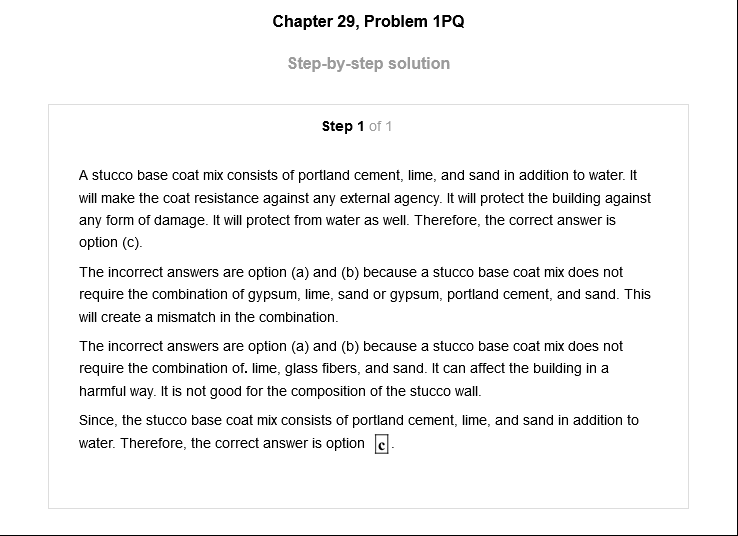 Chapter 29, Problem 1PQ
Step-by-step solution
Step 1 of 1
A stucco base coat mix consists of portland cement, lime, and sand in addition to water. It
will make the coat resistance against any external agency. It will protect the building against
any form of damage. It will protect from water as well. Therefore, the correct answer is
option (c).
The incorrect answers are option (a) and (b) because a stucco base coat mix does not
require the combination of gypsum, lime, sand or gypsum, portland cement, and sand. This
will create a mismatch in the combination.
The incorrect answers are option (a) and (b) because a stucco base coat mix does not
require the combination of. lime, glass fibers, and sand. It can affect the building in a
harmful way. It is not good for the composition of the stucco wall.
Since, the stucco base coat mix consists of portland cement, lime, and sand in addition to
water. Therefore, the correct answer is option c.